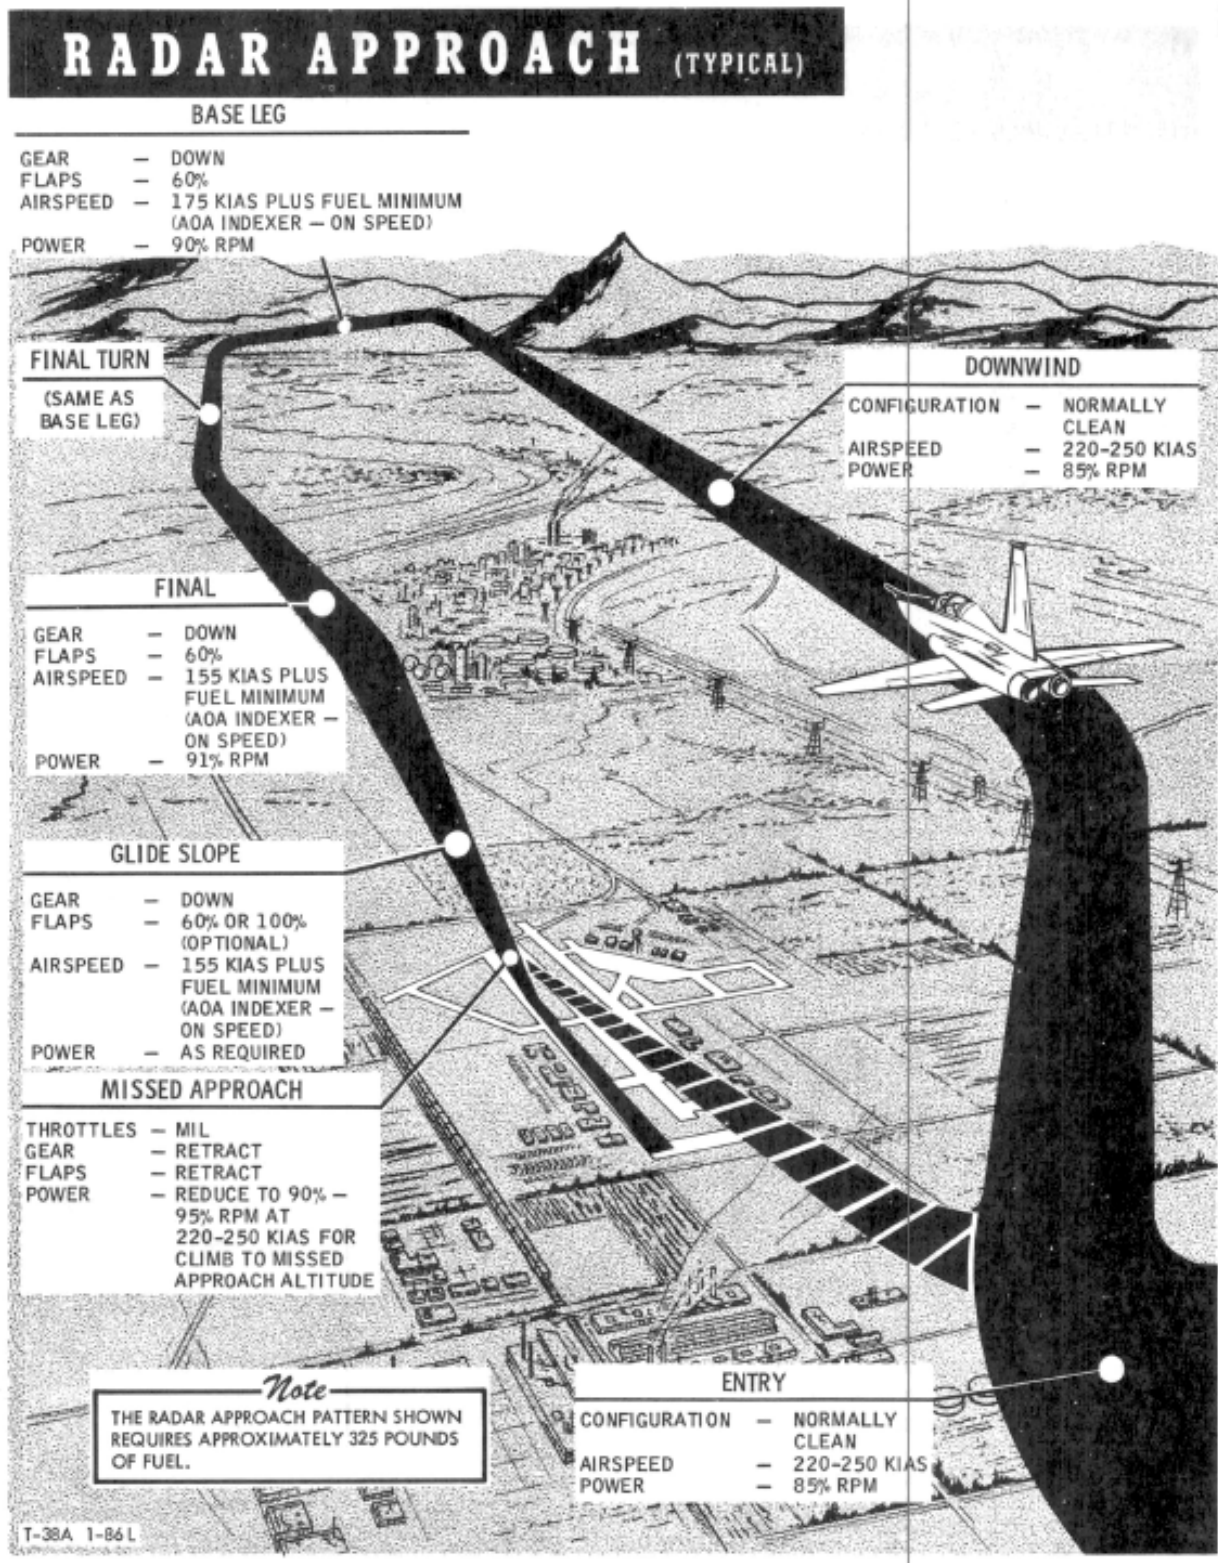 RADAR APPROACH (TYPICAL)
BASE LEG
GEAR — DOWN
FLAPS — 60%
AIRSPEED — 175 KIAS PLUS FUEL MINIMUM
(AOA INDEXER — ON SPEED)
POWER — 90% RPM
FINAL TURN
(SAME AS
BASE LEG)
DOWNWIND
CONFIGURATION — NORMALLY
CLEAN
AIRSPEED — 220-250 KIAS
POWER — 85% RPM
FINAL
GEAR — DOWN
FLAPS — 60%
AIRSPEED — 155 KIAS PLUS
FUEL MINIMUM
(AOA INDEXER —
ON SPEED)
POWER — 91% RPM
GLIDE SLOPE
GEAR — DOWN
FLAPS — 60% OR 100%
(OPTIONAL)
AIRSPEED — 155 KIAS PLUS
FUEL MINIMUM
(AOA INDEXER —
ON SPEED)
POWER — AS REQUIRED
MISSED APPROACH
THROTTLES — MIL
GEAR — RETRACT
FLAPS — RETRACT
POWER — REDUCE TO 90% —
95% RPM AT
220-250 KIAS FOR
CLIMB TO MISSED
APPROACH ALTITUDE
Note
THE RADAR APPROACH PATTERN SHOWN
REQUIRES APPROXIMATELY 325 POUNDS
OF FUEL.
ENTRY
CONFIGURATION — NORMALLY
CLEAN
AIRSPEED — 220-250 KIAS
POWER — 85% RPM
T-38A 1-86L